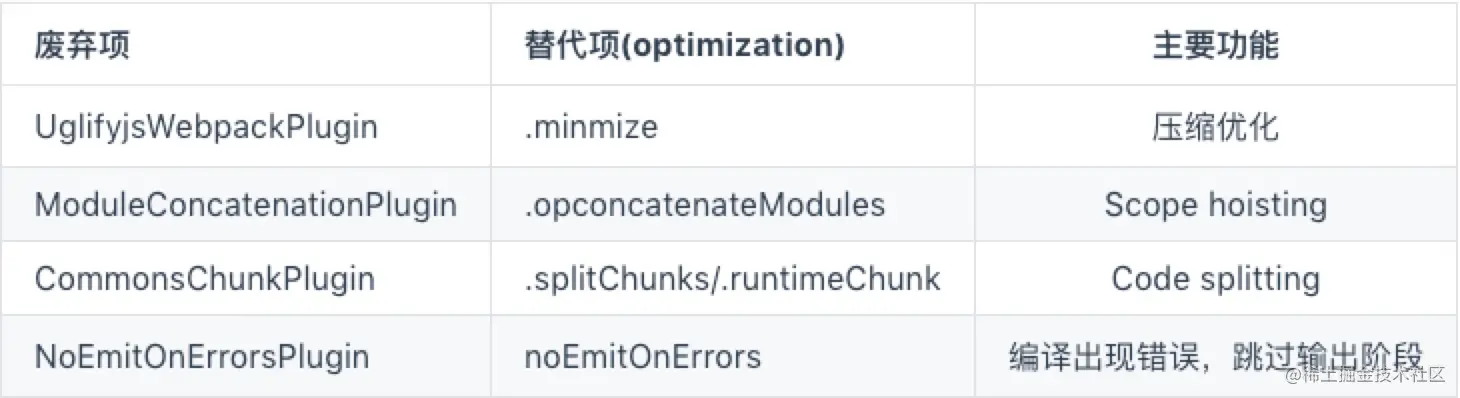 废弃项 替代项(optimization) 主要功能
UglifyjsWebpackPlugin .minmize 压缩优化
ModuleConcatenationPlugin .opconcatenateModules Scope hoisting
CommonsChunkPlugin .splitChunks/.runtimeChunk Code splitting
NoEmitOnErrorsPlugin noEmitOnErrors 编译出现错误，跳过输出阶段
@稀土掘金技术社区